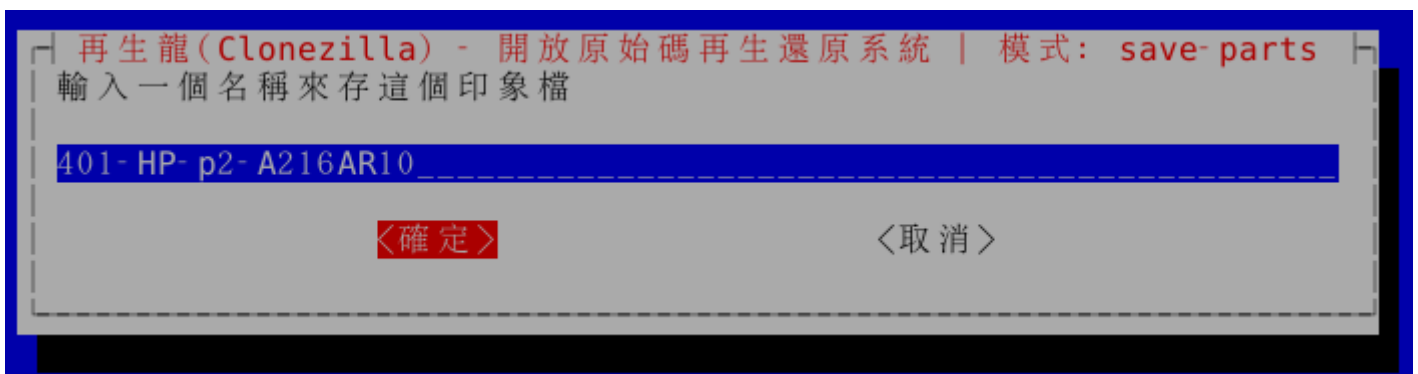 再生龍(Clonezilla) - 開放原始碼再生還原系統 | 模式: save-parts
輸入一個名稱來存這個印象檔
401-HP-p2-A216AR10______________________________________________
<確定> <取消>